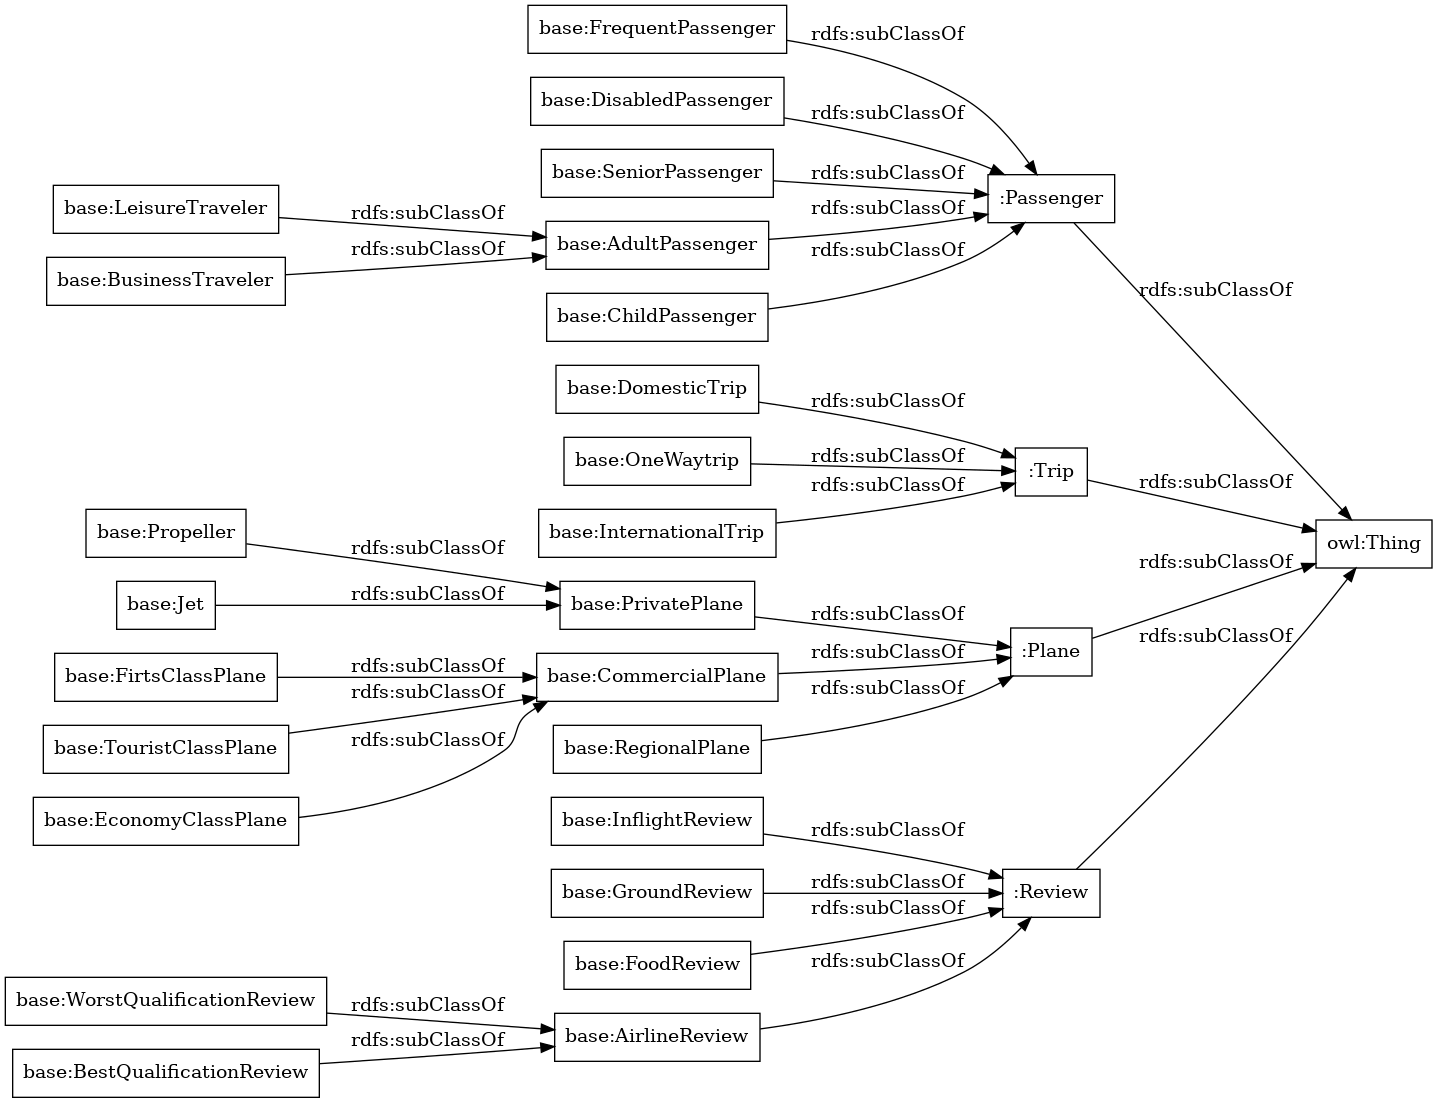 base:FrequentPassenger
rdfs:subClassOf
base:DisabledPassenger
rdfs:subClassOf
base:SeniorPassenger
rdfs:subClassOf
:Passenger
base:LeisureTraveler
rdfs:subClassOf
rdfs:subClassOf
base:AdultPassenger
base:BusinessTraveler
rdfs:subClassOf
rdfs:subClassOf
rdfs:subClassOf
base:ChildPassenger
base:DomesticTrip
rdfs:subClassOf
base:OneWaytrip
rdfs:subClassOf
:Trip
rdfs:subClassOf
rdfs:subClassOf
base:InternationalTrip
base:Propeller
rdfs:subClassOf
owl:Thing
base:Jet
rdfs:subClassOf
base:PrivatePlane
rdfs:subClassOf
rdfs:subClassOf
rdfs:subClassOf
:Plane
base:FirtsClassPlane
rdfs:subClassOf
base:CommercialPlane
rdfs:subClassOf
rdfs:subClassOf
rdfs:subClassOf
base:TouristClassPlane
rdfs:subClassOf
base:RegionalPlane
base:EconomyClassPlane
base:InflightReview
rdfs:subClassOf
base:GroundReview
rdfs:subClassOf
:Review
rdfs:subClassOf
base:FoodReview
rdfs:subClassOf
base:WorstQualificationReview
rdfs:subClassOf
base:AirlineReview
rdfs:subClassOf
base:BestQualificationReview